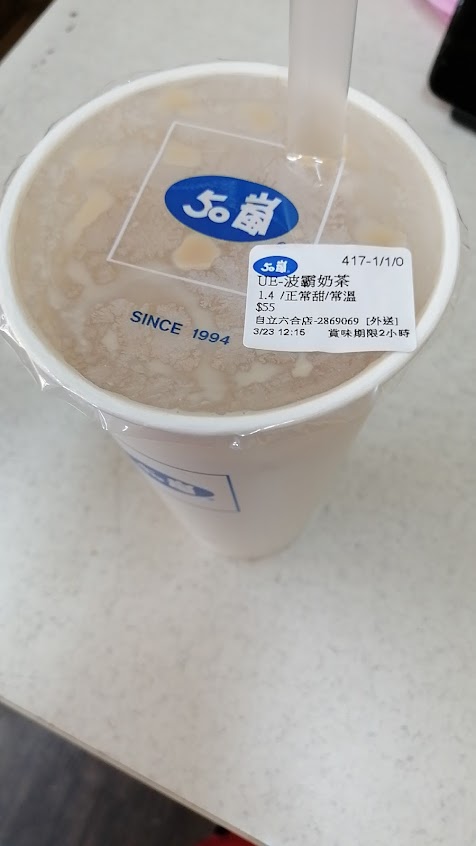 50嵐
SINCE 1994
50嵐
417-1/1/0
UE-波霸奶茶
1.4 /正常甜/常溫
$55
自立六合店-2869069 [外送]
3/23 12:15 賞味期限2小時